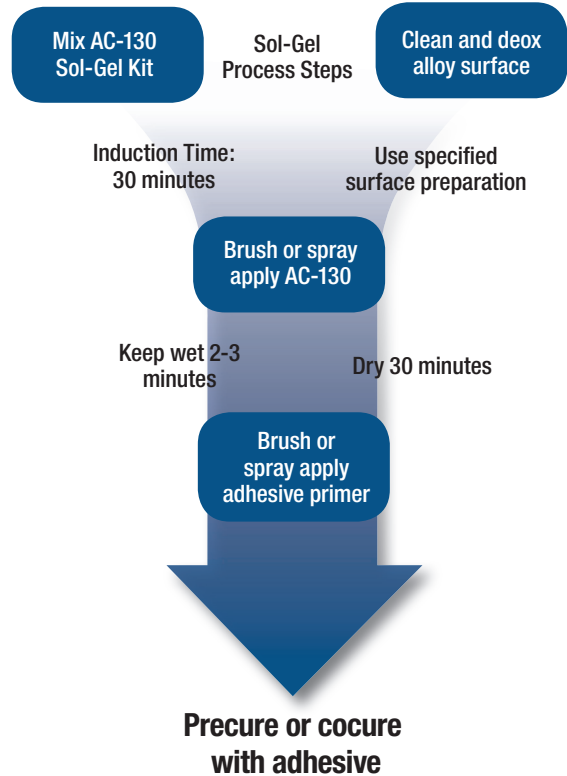 Mix AC-130
Sol-Gel Kit
Sol-Gel
Process Steps
Clean and deox
alloy surface
Induction Time:
30 minutes
Use specified
surface preparation
Brush or spray
apply AC-130
Keep wet 2-3
minutes
Dry 30 minutes
Brush or
spray apply
adhesive primer
Precure or cocure
with adhesive